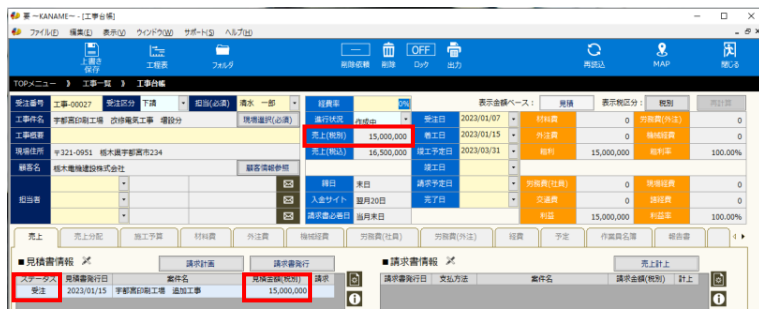 要 ～KANAME～ - [工事台帳]
ファイル(F) 編集(E) 表示(V) ウィンドウ(W) サポート(S) ヘルプ(H)
上書き保存 工程表 フォルダ 削除依頼 削除 OFF ロック 出力 再読込 MAP 閉じる
TOPメニュー 》 工事一覧 》 工事台帳
受注番号 工事-00027 受注区分 下請 担当(必須) 清水 一郎 経費率 0% 表示金額ベース： 見積 表示税区分： 税別 再計算
工事件名 宇都宮印刷工場 改修電気工事 増設分 現場選択(必須) 進行状況 作成中 受注日 2023/01/07 材料費 0 労務費(外注) 0
工事概要 売上(税別) 15,000,000 着工日 2023/01/15 外注費 0 機械経費 0
現場住所 〒321-0951 栃木県宇都宮市234 売上(税込) 16,500,000 竣工予定日 2023/03/31 粗利 15,000,000 粗利率 100.00%
顧客名 栃木電機建設株式会社 顧客情報参照 竣工日
担当者 締日 末日 請求予定日 労務費(社員) 0 現場経費 0
入金サイト 翌月20日 完了日 交通費 0 諸経費 0
請求書必着日 当月末日 利益 15,000,000 利益率 100.00%
売上 売上分配 施工予算 材料費 外注費 機械経費 労務費(社員) 労務費(外注) 経費 予定 作業員名簿 報告書
■見積書情報 請求計画 請求書発行 ■請求書情報 売上計上
ステータス 見積書発行日 案件名 見積金額(税別) 請求 請求書発行日 支払方法 案件名 請求金額(税別) 計上
受注 2023/01/15 宇都宮印刷工場 追加工事 15,000,000